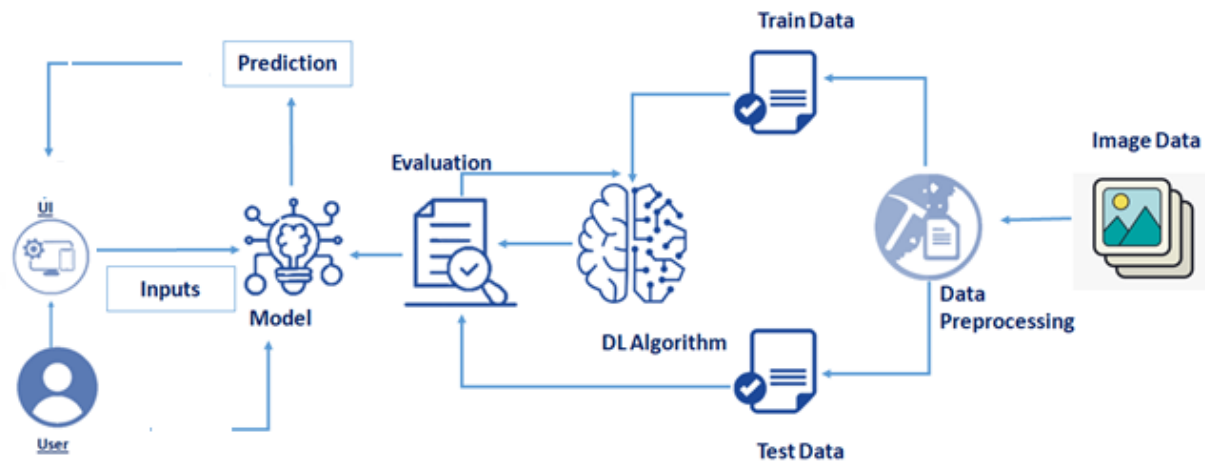 Train Data
Prediction
Image Data
Evaluation
UI
Inputs
Model
Data
Preprocessing
DL Algorithm
User
Test Data